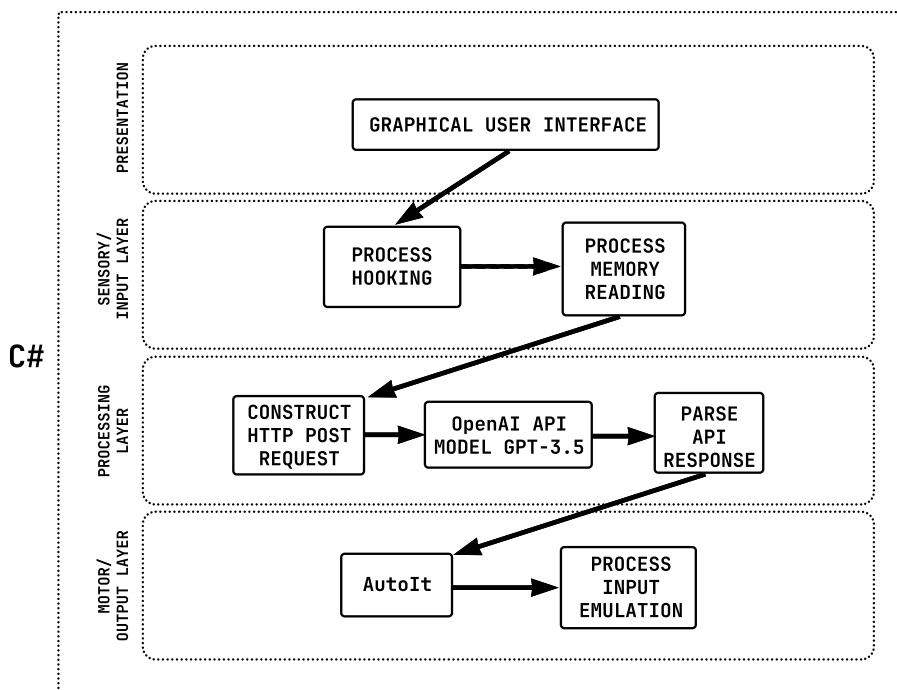 PRESENTATION
GRAPHICAL USER INTERFACE
SENSORY/
INPUT LAYER
PROCESS
HOOKING
PROCESS
MEMORY
READING
C#
PROCESSING
LAYER
CONSTRUCT
HTTP POST
REQUEST
OpenAI API
MODEL GPT-3.5
PARSE
API
RESPONSE
MOTOR/
OUTPUT LAYER
AutoIt
PROCESS
INPUT
EMULATION